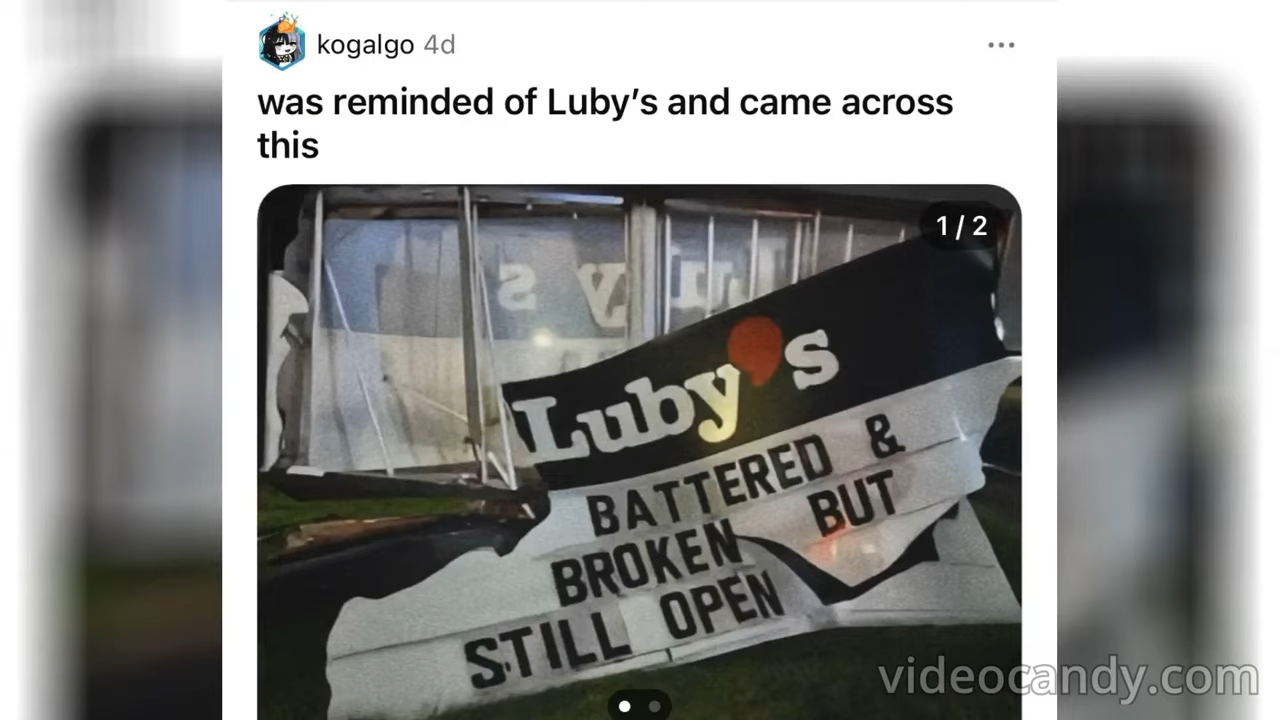 kogalgo 4d
was reminded of Luby's and came across
this
1 / 2
Luby's
BATTERED &
BROKEN BUT
STILL OPEN
videocandy.com